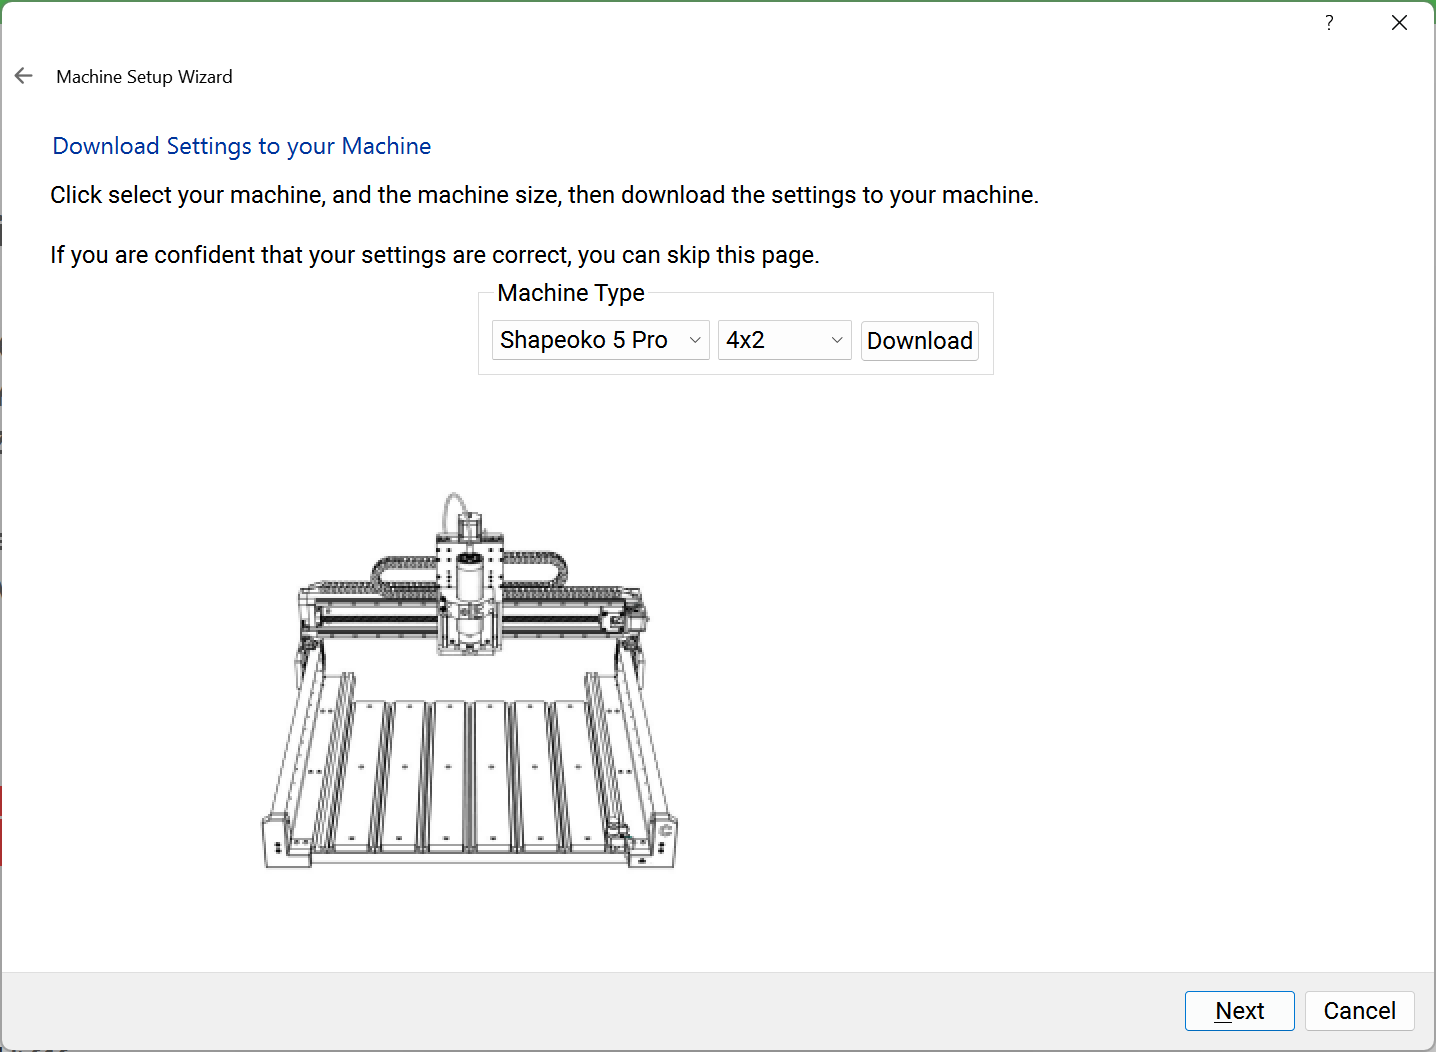 ?
Machine Setup Wizard
Download Settings to your Machine
Click select your machine, and the machine size, then download the settings to your machine.
If you are confident that your settings are correct, you can skip this page.
Machine Type
Shapeoko 5 Pro 4x2 Download
Next Cancel